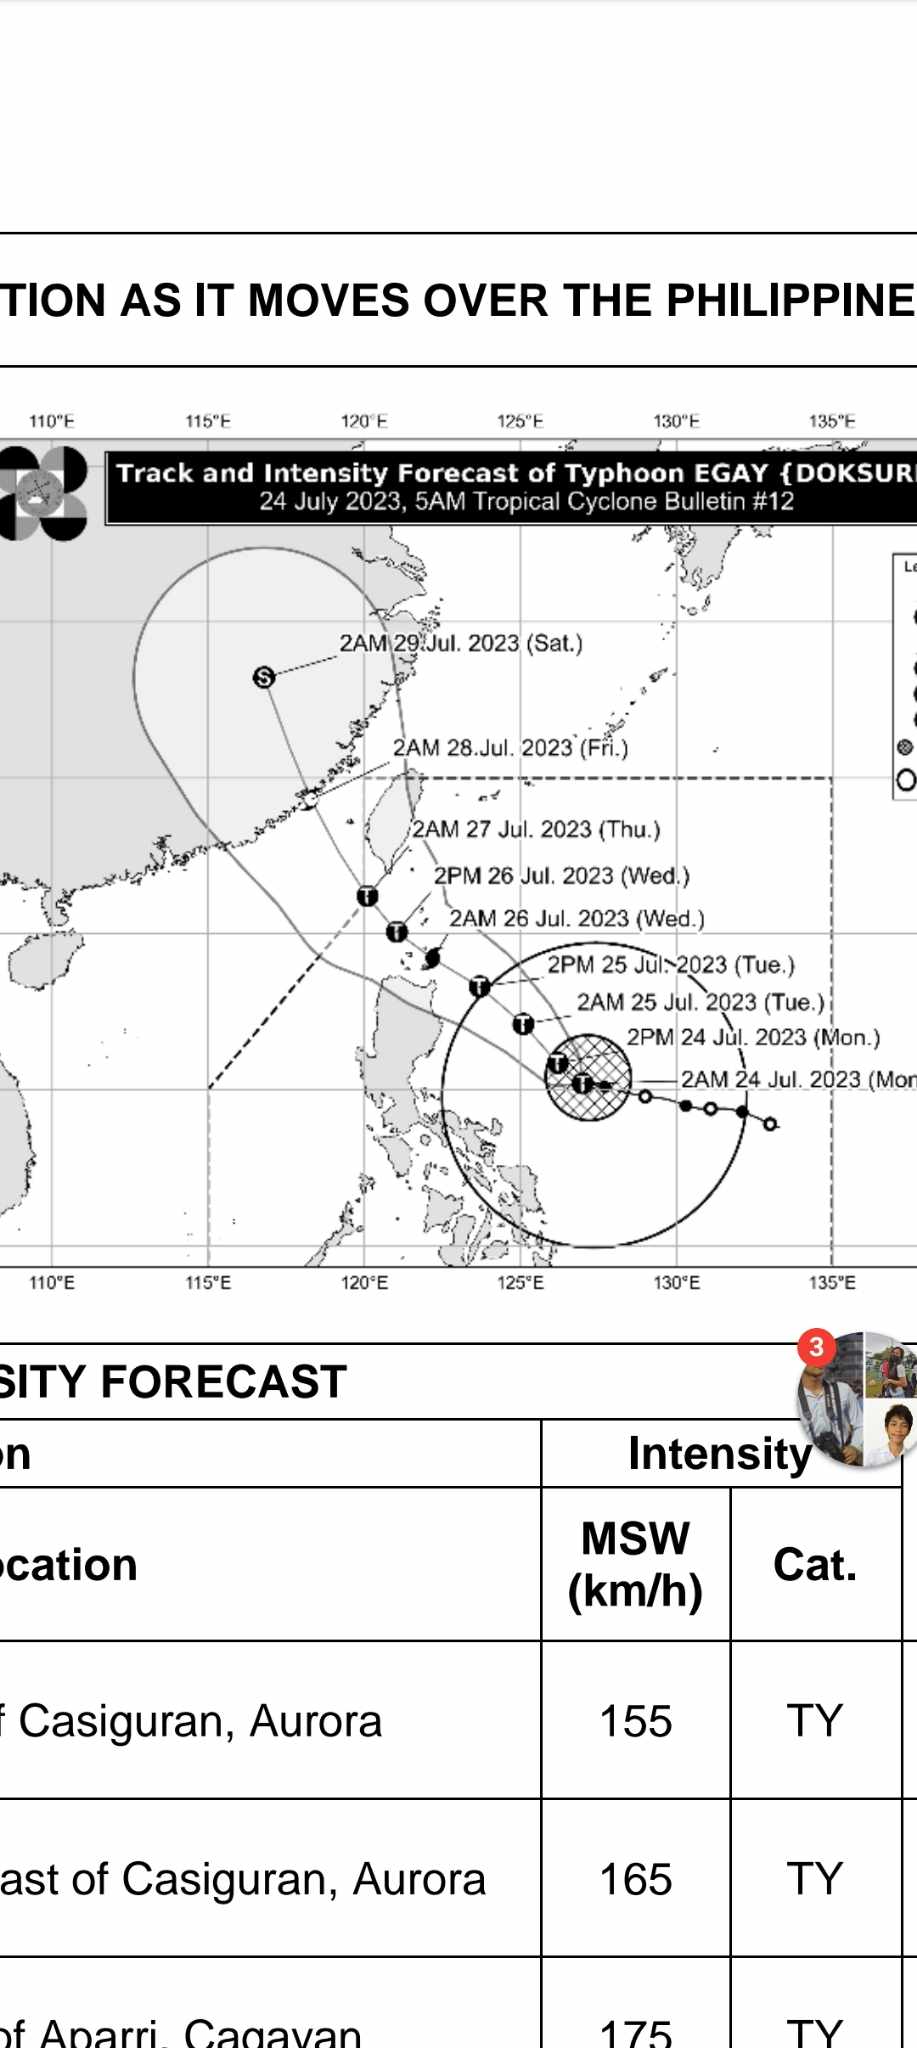 TION AS IT MOVES OVER THE PHILIPPINE
110°E 115°E 120°E 125°E 130°E 135°E
Track and Intensity Forecast of Typhoon EGAY {DOKSURI
24 July 2023, 5AM Tropical Cyclone Bulletin #12
Le
2AM 29 Jul. 2023 (Sat.)
2AM 28 Jul. 2023 (Fri.)
2AM 27 Jul. 2023 (Thu.)
2PM 26 Jul. 2023 (Wed.)
2AM 26 Jul. 2023 (Wed.)
2PM 25 Jul. 2023 (Tue.)
2AM 25 Jul. 2023 (Tue.)
2PM 24 Jul. 2023 (Mon.)
2AM 24 Jul. 2023 (Mon
S
T
T
T
T
T
T
110°E 115°E 120°E 125°E 130°E 135°E
3
SITY FORECAST
on
Intensity
ocation
MSW
(km/h)
Cat.
f Casiguran, Aurora 155 TY
ast of Casiguran, Aurora 165 TY
of Aparri, Cagayan 175 TY